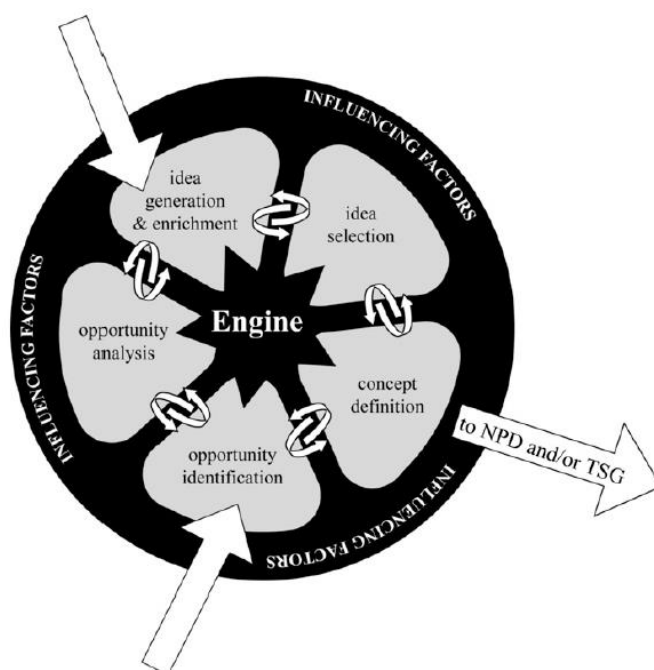 INFLUENCING FACTORS
idea
generation
& enrichment
idea
selection
INFLUENCING FACTORS
Engine
opportunity
analysis
concept
definition
to NPD and/or TSG
opportunity
identification
INFLUENCING FACTORS